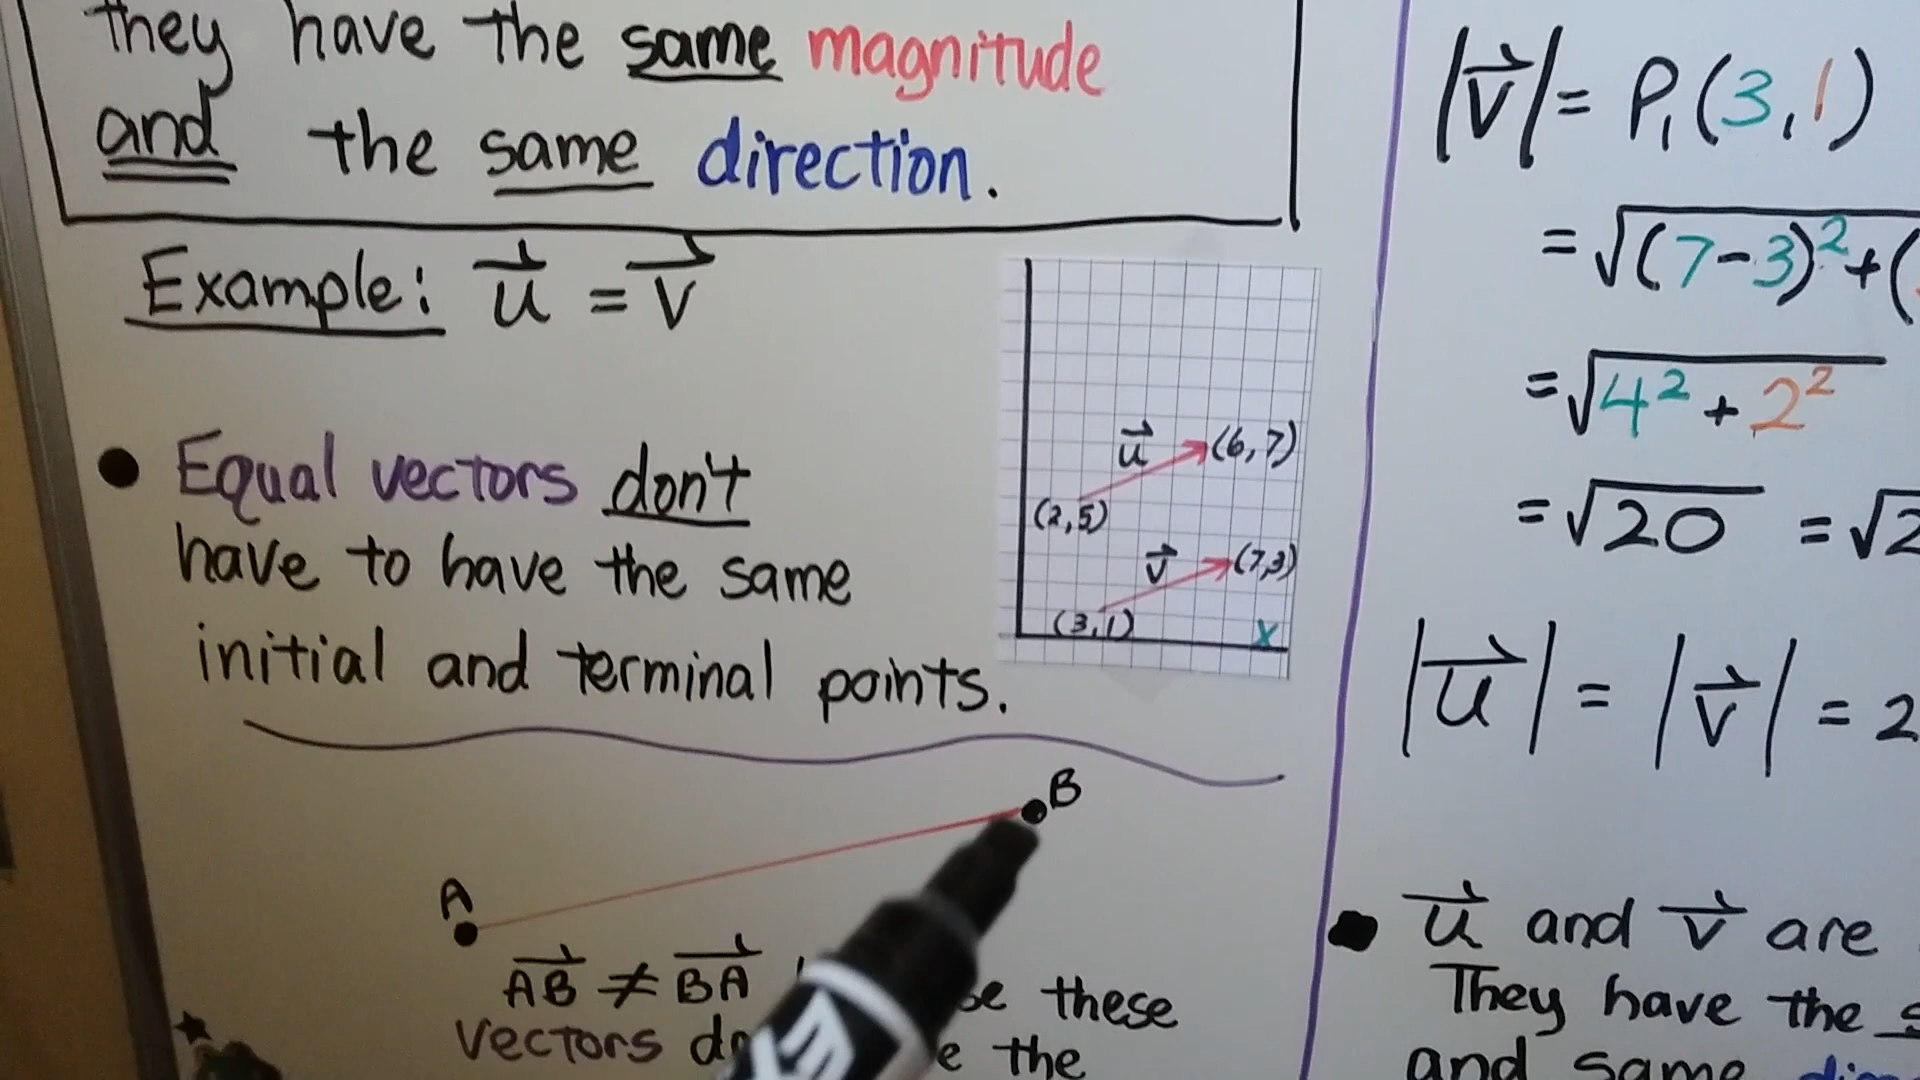 they have the same magnitude
and the same direction.
Example: u⃗ = v⃗
• Equal vectors don't
have to have the same
initial and terminal points.
u⃗ (6,7)
(2,5)
v⃗ (7,3)
(3,1)
x
B
A
A͞B⃗ ≠ B͞A⃗ these
vectors the
|v⃗| = P₁(3,1)
= √(7-3)²+(
= √4² + 2²
= √20 = √2
|u⃗| = |v⃗| = 2
• u⃗ and v⃗ are
They have the
and same